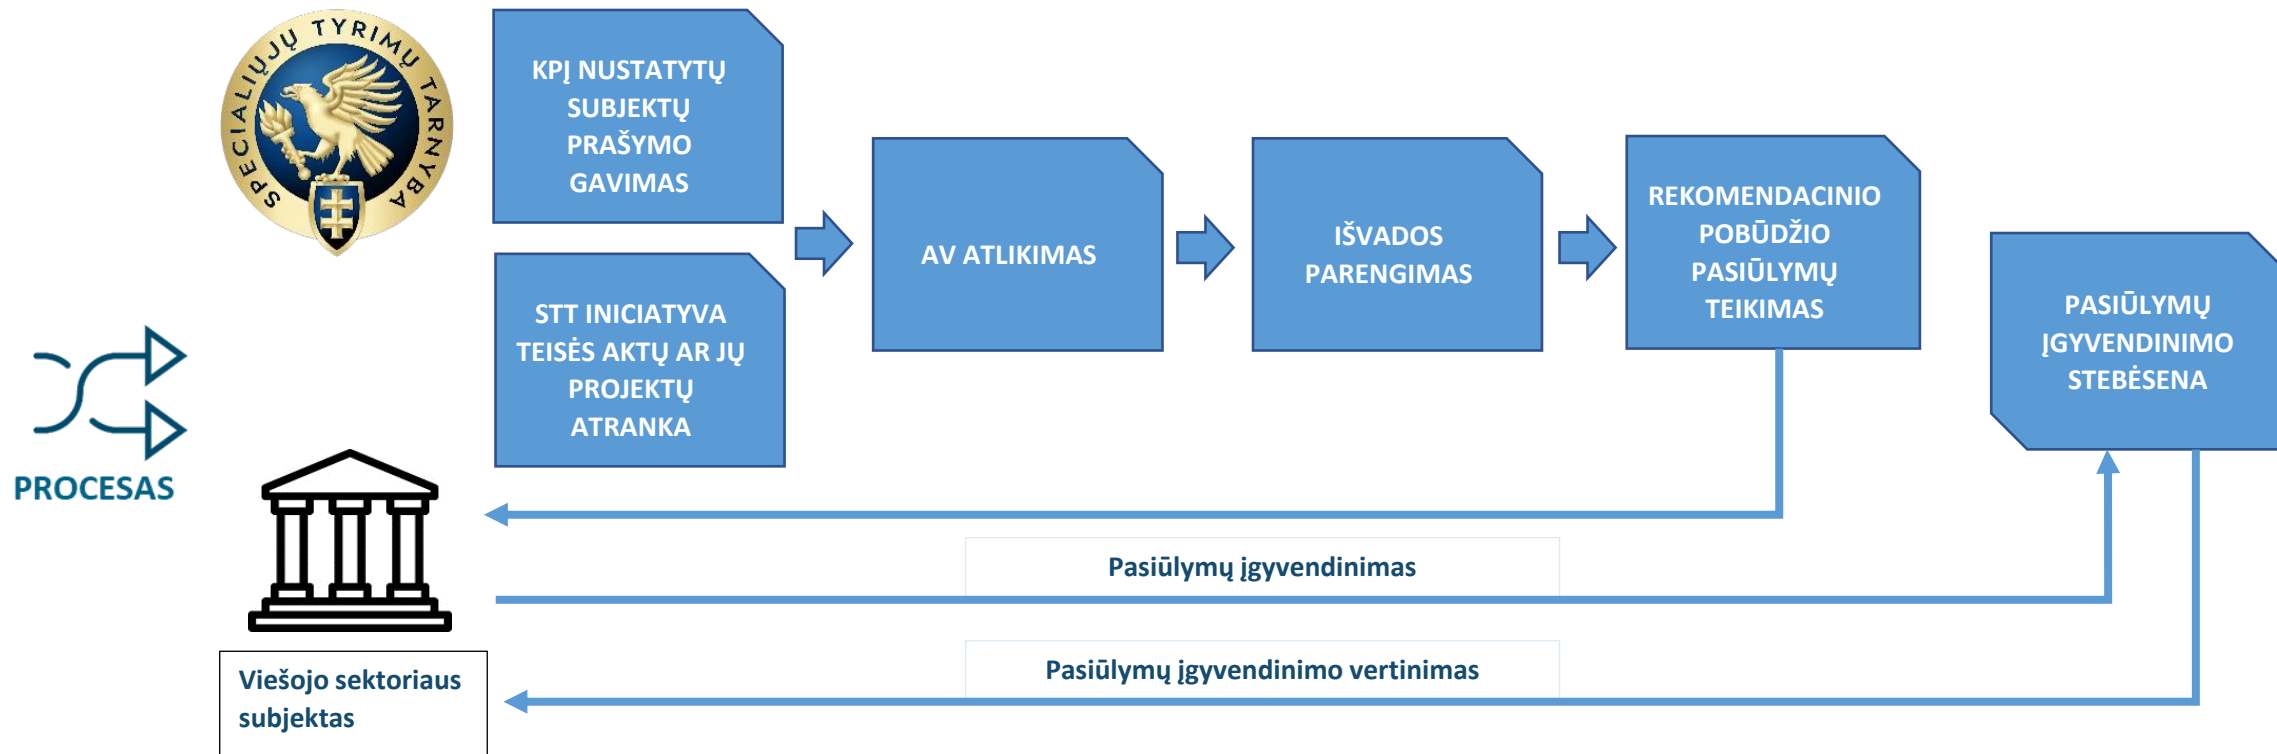 SPECIALIŲJŲ TYRIMŲ TARNYBA
KPĮ NUSTATYTŲ
SUBJEKTŲ
PRAŠYMO
GAVIMAS
STT INICIATYVA
TEISĖS AKTŲ AR JŲ
PROJEKTŲ
ATRANKA
AV ATLIKIMAS
IŠVADOS
PARENGIMAS
REKOMENDACINIO
POBŪDŽIO
PASIŪLYMŲ
TEIKIMAS
PASIŪLYMŲ
ĮGYVENDINIMO
STEBĖSENA
PROCESAS
Pasiūlymų įgyvendinimas
Pasiūlymų įgyvendinimo vertinimas
Viešojo sektoriaus
subjektas